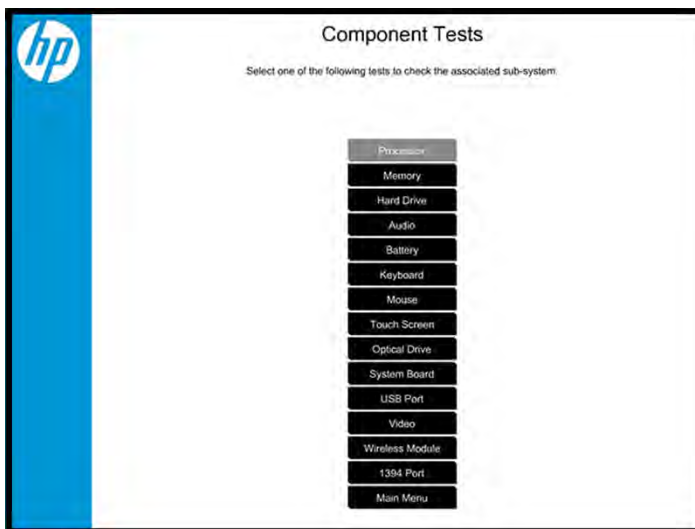 hp
Component Tests
Select one of the following tests to check the associated sub-system
Processor
Memory
Hard Drive
Audio
Battery
Keyboard
Mouse
Touch Screen
Optical Drive
System Board
USB Port
Video
Wireless Module
1394 Port
Main Menu